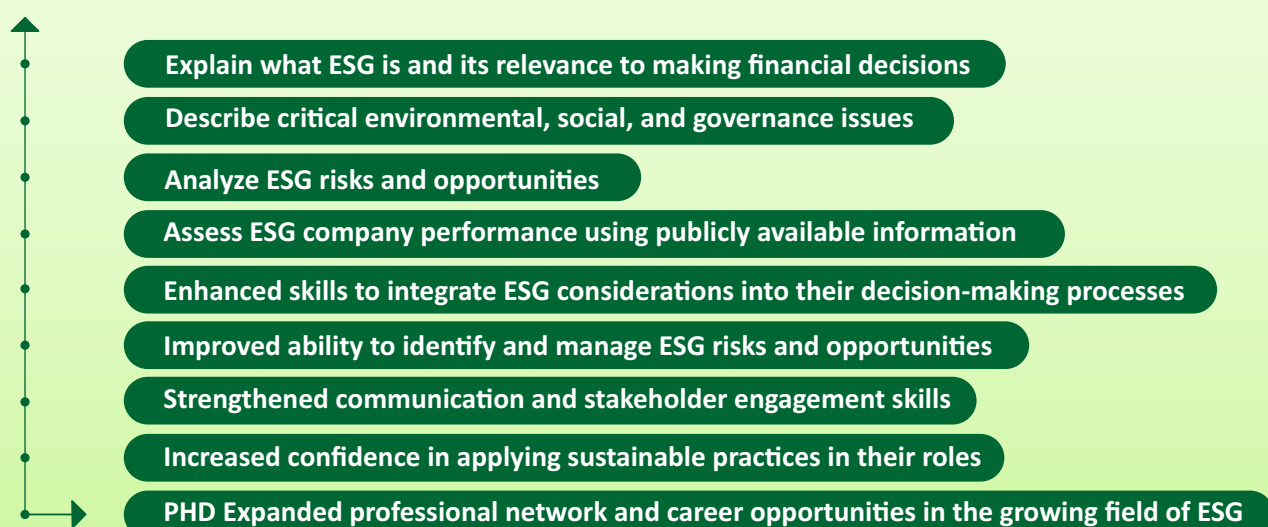 Explain what ESG is and its relevance to making financial decisions
Describe critical environmental, social, and governance issues
Analyze ESG risks and opportunities
Assess ESG company performance using publicly available information
Enhanced skills to integrate ESG considerations into their decision-making processes
Improved ability to identify and manage ESG risks and opportunities
Strengthened communication and stakeholder engagement skills
Increased confidence in applying sustainable practices in their roles
PHD Expanded professional network and career opportunities in the growing field of ESG